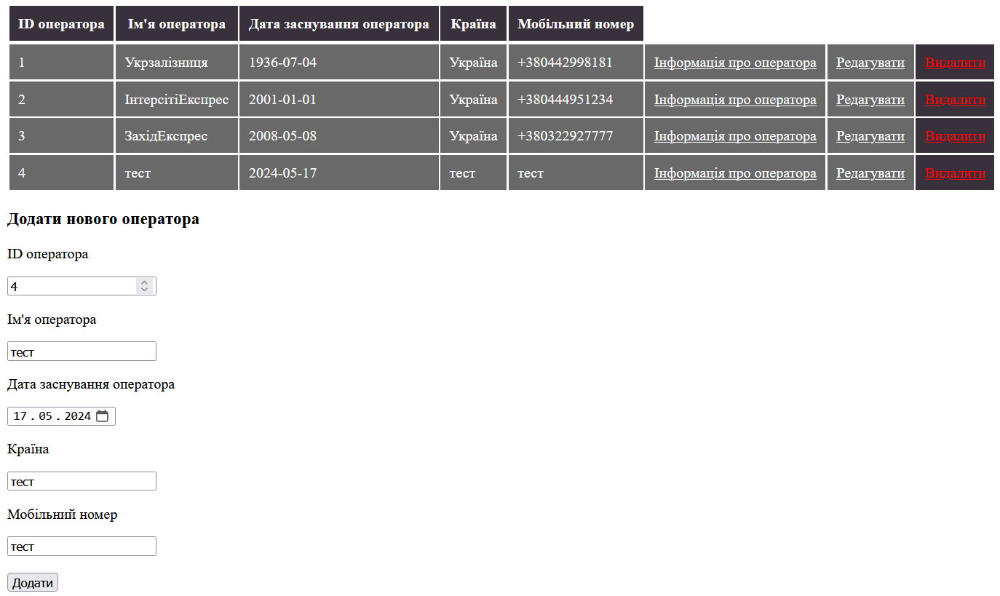 ID оператора Ім'я оператора Дата заснування оператора Країна Мобільний номер
1 Укрзалізниця 1936-07-04 Україна +380442998181 Інформація про оператора Редагувати Видалити
2 ІнтерсітіЕкспрес 2001-01-01 Україна +380444951234 Інформація про оператора Редагувати Видалити
3 ЗахідЕкспрес 2008-05-08 Україна +380322927777 Інформація про оператора Редагувати Видалити
4 тест 2024-05-17 тест тест Інформація про оператора Редагувати Видалити
Додати нового оператора
ID оператора
4
Ім'я оператора
тест
Дата заснування оператора
17.05.2024
Країна
тест
Мобільний номер
тест
Додати